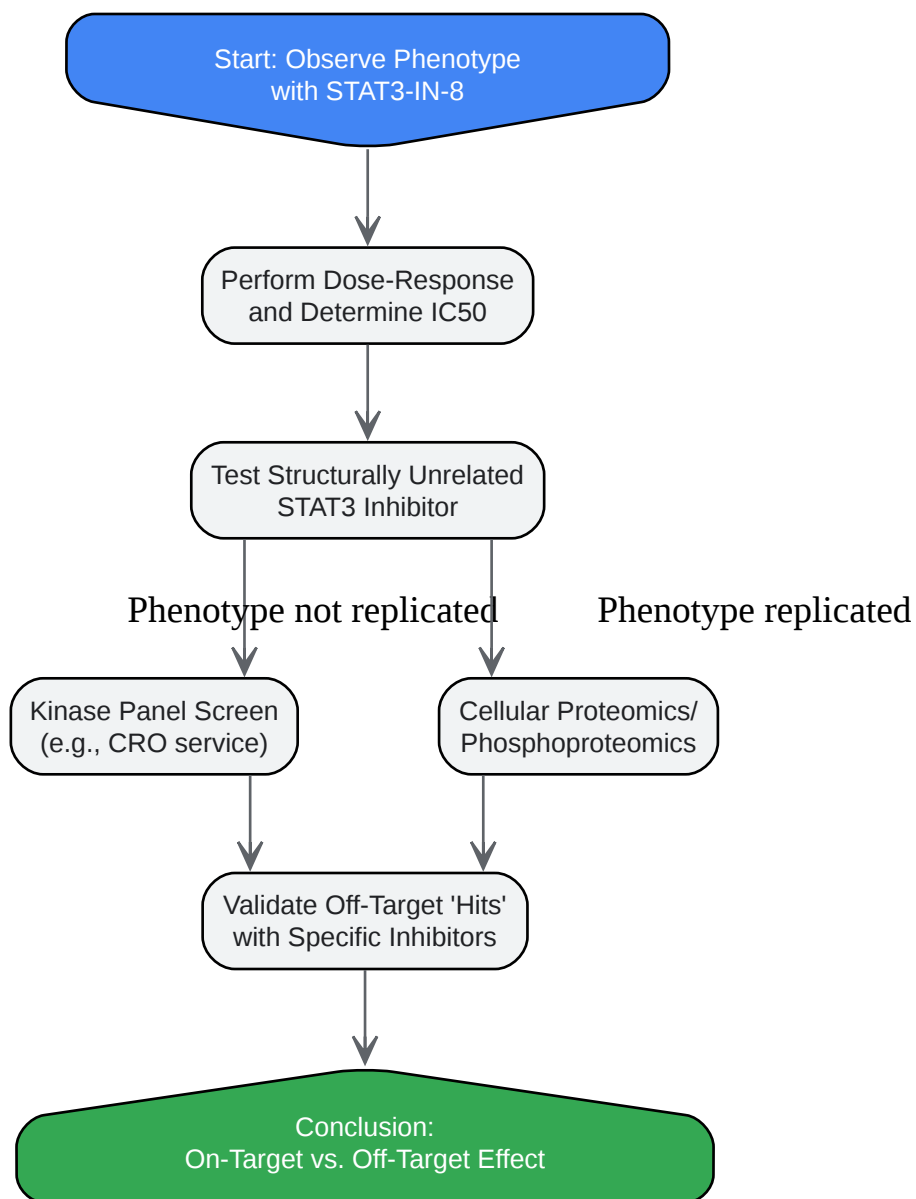 Start: Observe Phenotype
with STAT3-IN-8
Perform Dose-Response
and Determine IC50
Test Structurally Unrelated
STAT3 Inhibitor
Phenotype not replicated
Phenotype replicated
Kinase Panel Screen
(e.g., CRO service)
Cellular Proteomics/
Phosphoproteomics
Validate Off-Target 'Hits'
with Specific Inhibitors
Conclusion:
On-Target vs. Off-Target Effect